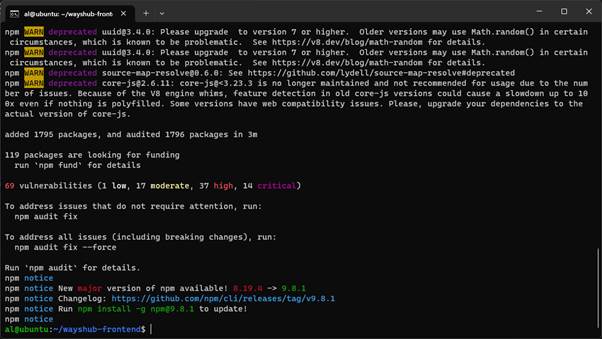 al@ubuntu: ~/wayshub-fronten
npm WARN deprecated uuid@3.4.0: Please upgrade  to version 7 or higher.  Older versions may use Math.random() in certain
 circumstances, which is known to be problematic.  See https://v8.dev/blog/math-random for details.
npm WARN deprecated uuid@3.4.0: Please upgrade  to version 7 or higher.  Older versions may use Math.random() in certain
 circumstances, which is known to be problematic.  See https://v8.dev/blog/math-random for details.
npm WARN deprecated source-map-resolve@0.6.0: See https://github.com/lydell/source-map-resolve#deprecated
npm WARN deprecated core-js@2.6.11: core-js@<3.23.3 is no longer maintained and not recommended for usage due to the num
ber of issues. Because of the V8 engine whims, feature detection in old core-js versions could cause a slowdown up to 10
0x even if nothing is polyfilled. Some versions have web compatibility issues. Please, upgrade your dependencies to the
actual version of core-js.
added 1795 packages, and audited 1796 packages in 3m
119 packages are looking for funding
  run `npm fund` for details
69 vulnerabilities (1 low, 17 moderate, 37 high, 14 critical)
To address issues that do not require attention, run:
  npm audit fix
To address all issues (including breaking changes), run:
  npm audit fix --force
Run `npm audit` for details.
npm notice
npm notice New major version of npm available! 8.19.4 -> 9.8.1
npm notice Changelog: https://github.com/npm/cli/releases/tag/v9.8.1
npm notice Run npm install -g npm@9.8.1 to update!
npm notice
al@ubuntu:~/wayshub-frontend$